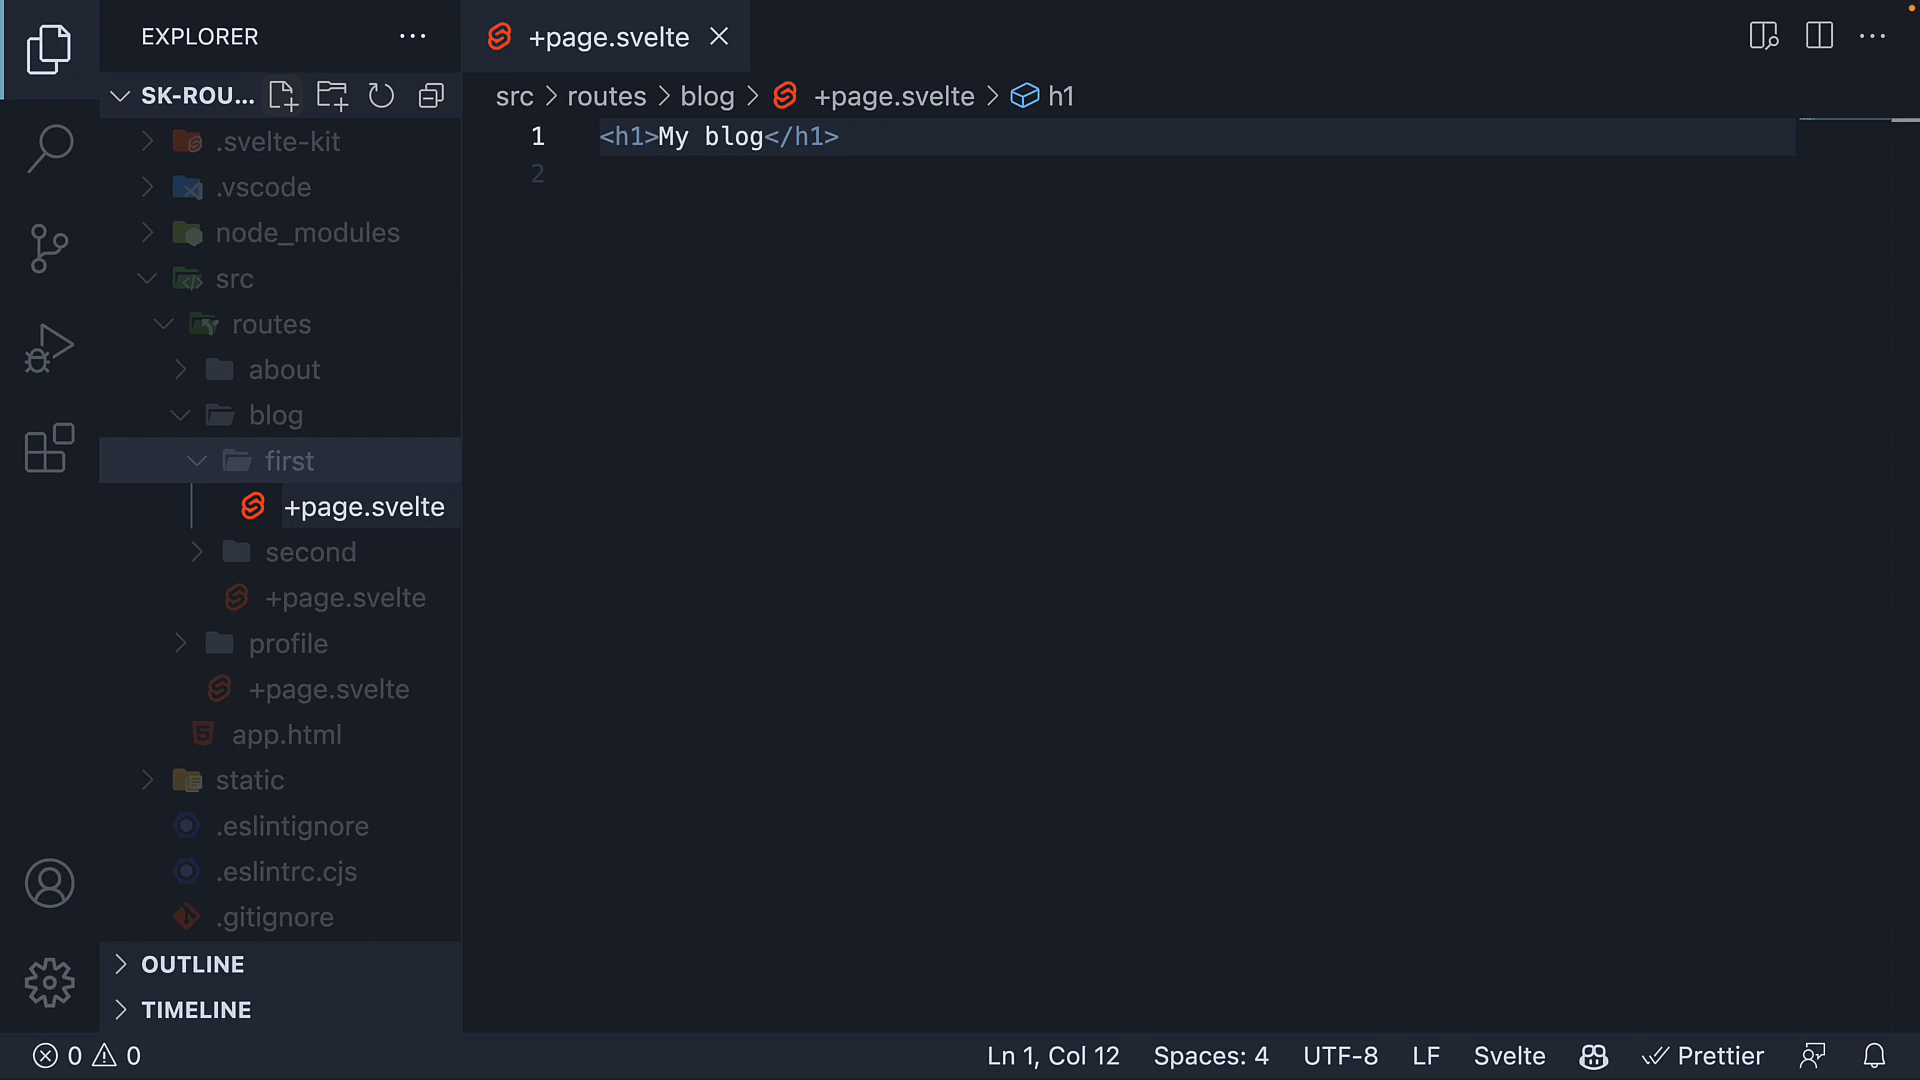 EXPLORER
SK-ROU...
.svelte-kit
.vscode
node_modules
src
routes
about
blog
first
+page.svelte
second
+page.svelte
profile
+page.svelte
app.html
static
.eslintignore
.eslintrc.cjs
.gitignore
OUTLINE
TIMELINE
+page.svelte
src > routes > blog > +page.svelte > h1
1 <h1>My blog</h1>
2
0 0 Ln 1, Col 12 Spaces: 4 UTF-8 LF Svelte Prettier